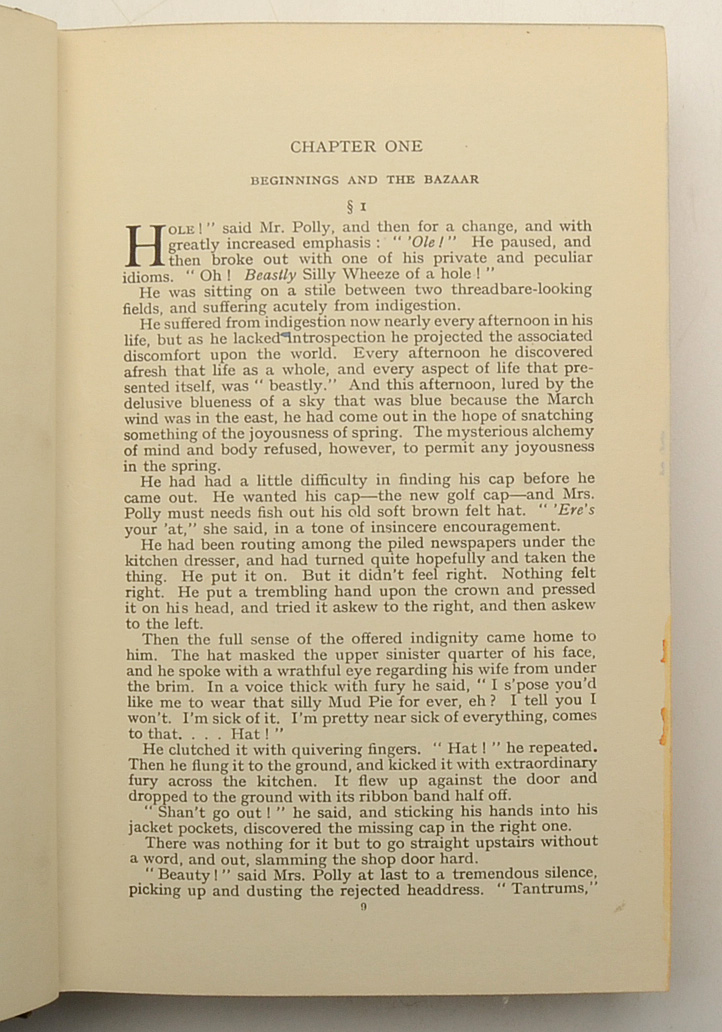 CHAPTER ONE
BEGINNINGS AND THE BAZAAR
§ 1
HOLE ! ” said Mr. Polly, and then for a change, and with
greatly increased emphasis : “ ’Ole ! ” He paused, and
then broke out with one of his private and peculiar
idioms. “ Oh ! Beastly Silly Wheeze of a hole ! ”
He was sitting on a stile between two threadbare-looking
fields, and suffering acutely from indigestion.
He suffered from indigestion now nearly every afternoon in his
life, but as he lacked introspection he projected the associated
discomfort upon the world. Every afternoon he discovered
afresh that life as a whole, and every aspect of life that pre-
sented itself, was “ beastly.” And this afternoon, lured by the
delusive blueness of a sky that was blue because the March
wind was in the east, he had come out in the hope of snatching
something of the joyousness of spring. The mysterious alchemy
of mind and body refused, however, to permit any joyousness
in the spring.
He had had a little difficulty in finding his cap before he
came out. He wanted his cap—the new golf cap—and Mrs.
Polly must needs fish out his old soft brown felt hat. “ ’Ere’s
your ’at,” she said, in a tone of insincere encouragement.
He had been routing among the piled newspapers under the
kitchen dresser, and had turned quite hopefully and taken the
thing. He put it on. But it didn’t feel right. Nothing felt
right. He put a trembling hand upon the crown and pressed
it on his head, and tried it askew to the right, and then askew
to the left.
Then the full sense of the offered indignity came home to
him. The hat masked the upper sinister quarter of his face,
and he spoke with a wrathful eye regarding his wife from under
the brim. In a voice thick with fury he said, “ I s’pose you’d
like me to wear that silly Mud Pie for ever, eh ? I tell you I
won’t. I’m sick of it. I’m pretty near sick of everything, comes
to that. . . . Hat ! ”
He clutched it with quivering fingers. “ Hat ! ” he repeated.
Then he flung it to the ground, and kicked it with extraordinary
fury across the kitchen. It flew up against the door and
dropped to the ground with its ribbon band half off.
“ Shan’t go out ! ” he said, and sticking his hands into his
jacket pockets, discovered the missing cap in the right one.
There was nothing for it but to go straight upstairs without
a word, and out, slamming the shop door hard.
“ Beauty ! ” said Mrs. Polly at last to a tremendous silence,
picking up and dusting the rejected headdress. “ Tantrums,”
9